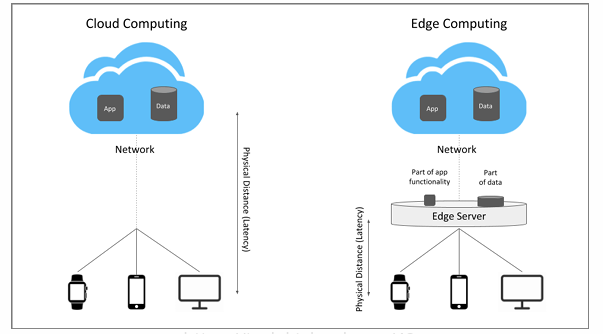 Cloud Computing
App
Data
Network
Physical Distance (Latency)
Edge Computing
App
Data
Network
Part of app
functionality
Part
of data
Edge Server
Physical Distance (Latency)